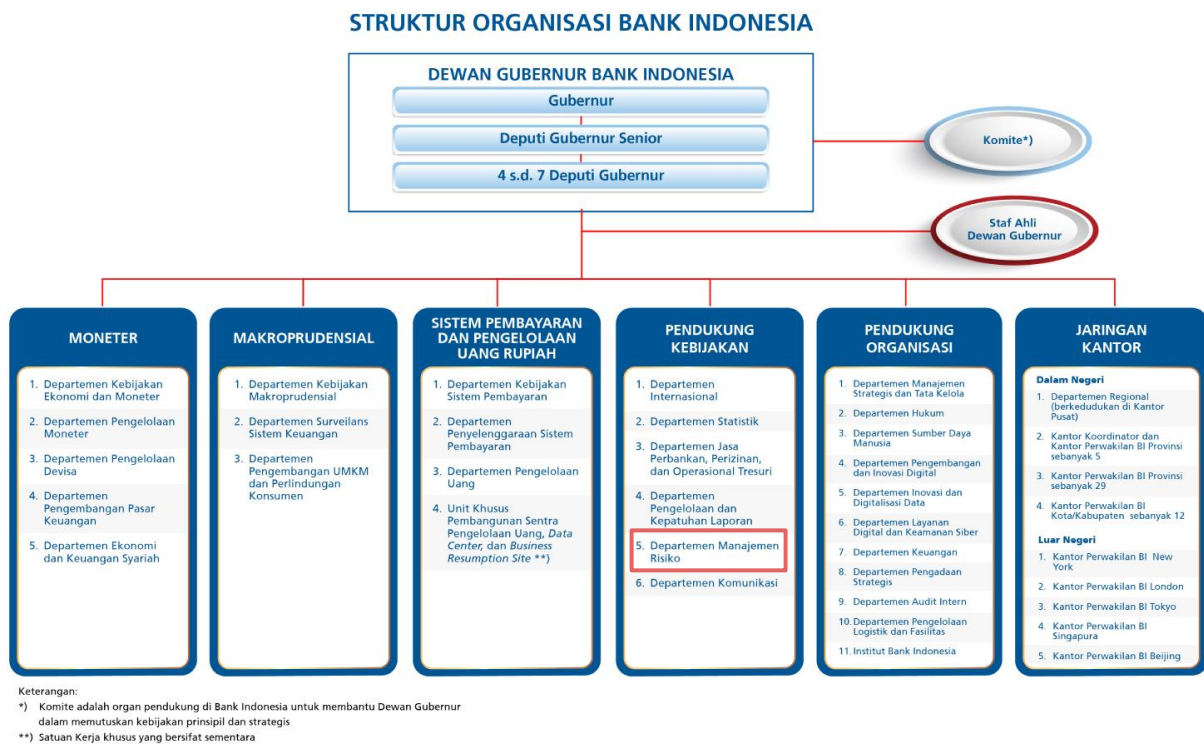 STRUKTUR ORGANISASI BANK INDONESIA
DEWAN GUBERNUR BANK INDONESIA
Gubernur
Deputi Gubernur Senior
4 s.d. 7 Deputi Gubernur
Komite*)
Staf Ahli
Dewan Gubernur
MONETER
1. Departemen Kebijakan
Ekonomi dan Moneter
2. Departemen Pengelolaan
Moneter
3. Departemen Pengelolaan
Devisa
4. Departemen
Pengembangan Pasar
Keuangan
5. Departemen Ekonomi
dan Keuangan Syariah
MAKROPRUDENSIAL
1. Departemen Kebijakan
Makroprudensial
2. Departemen Surveilans
Sistem Keuangan
3. Departemen
Pengembangan UMKM
dan Perlindungan
Konsumen
SISTEM PEMBAYARAN
DAN PENGELOLAAN
UANG RUPIAH
1. Departemen Kebijakan
Sistem Pembayaran
2. Departemen
Penyelenggaraan Sistem
Pembayaran
3. Departemen Pengelolaan
Uang
4. Unit Khusus
Pembangunan Sentra
Pengelolaan Uang, Data
Center, dan Business
Resumption Site **)
PENDUKUNG
KEBIJAKAN
1. Departemen
Internasional
2. Departemen Statistik
3. Departemen Jasa
Perbankan, Perizinan,
dan Operasional Tresuri
4. Departemen
Pengelolaan dan
Kepatuhan Laporan
5. Departemen Manajemen
Risiko
6. Departemen Komunikasi
PENDUKUNG
ORGANISASI
1. Departemen Manajemen
Strategis dan Tata Kelola
2. Departemen Hukum
3. Departemen Sumber Daya
Manusia
4. Departemen Pengembangan
dan Inovasi Digital
5. Departemen Inovasi dan
Digitalisasi Data
6. Departemen Layanan
Digital dan Keamanan Siber
7. Departemen Keuangan
8. Departemen Pengadaan
Strategis
9. Departemen Audit Intern
10. Departemen Pengelolaan
Logistik dan Fasilitas
11. Institut Bank Indonesia
JARINGAN
KANTOR
Dalam Negeri
1. Departemen Regional
(berkedudukan di Kantor
Pusat)
2. Kantor Koordinator dan
Kantor Perwakilan BI Provinsi
sebanyak 5
3. Kantor Perwakilan BI Provinsi
sebanyak 29
4. Kantor Perwakilan BI
Kota/Kabupaten sebanyak 12
Luar Negeri
1. Kantor Perwakilan BI New
York
2. Kantor Perwakilan BI London
3. Kantor Perwakilan BI Tokyo
4. Kantor Perwakilan BI
Singapura
5. Kantor Perwakilan BI Beijing
Keterangan:
*) Komite adalah organ pendukung di Bank Indonesia untuk membantu Dewan Gubernur
dalam memutuskan kebijakan prinsipil dan strategis
**) Satuan Kerja khusus yang bersifat sementara